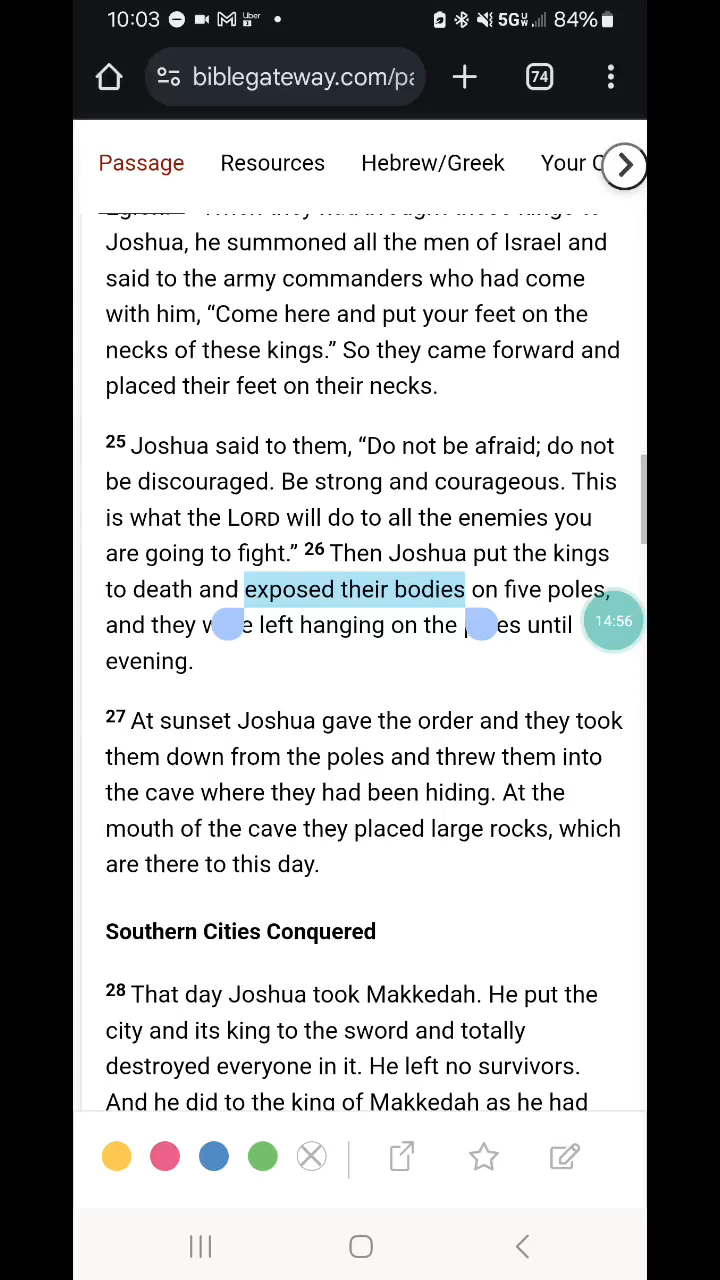 10:03 Uber 5G 84%
biblegateway.com/pa 74
Passage Resources Hebrew/Greek Your
Joshua, he summoned all the men of Israel and
said to the army commanders who had come
with him, “Come here and put your feet on the
necks of these kings.” So they came forward and
placed their feet on their necks.
25 Joshua said to them, “Do not be afraid; do not
be discouraged. Be strong and courageous. This
is what the LORD will do to all the enemies you
are going to fight.” 26 Then Joshua put the kings
to death and exposed their bodies on five poles,
and they left hanging on the until
14:56
evening.
27 At sunset Joshua gave the order and they took
them down from the poles and threw them into
the cave where they had been hiding. At the
mouth of the cave they placed large rocks, which
are there to this day.
Southern Cities Conquered
28 That day Joshua took Makkedah. He put the
city and its king to the sword and totally
destroyed everyone in it. He left no survivors.
And he did to the king of Makkedah as he had